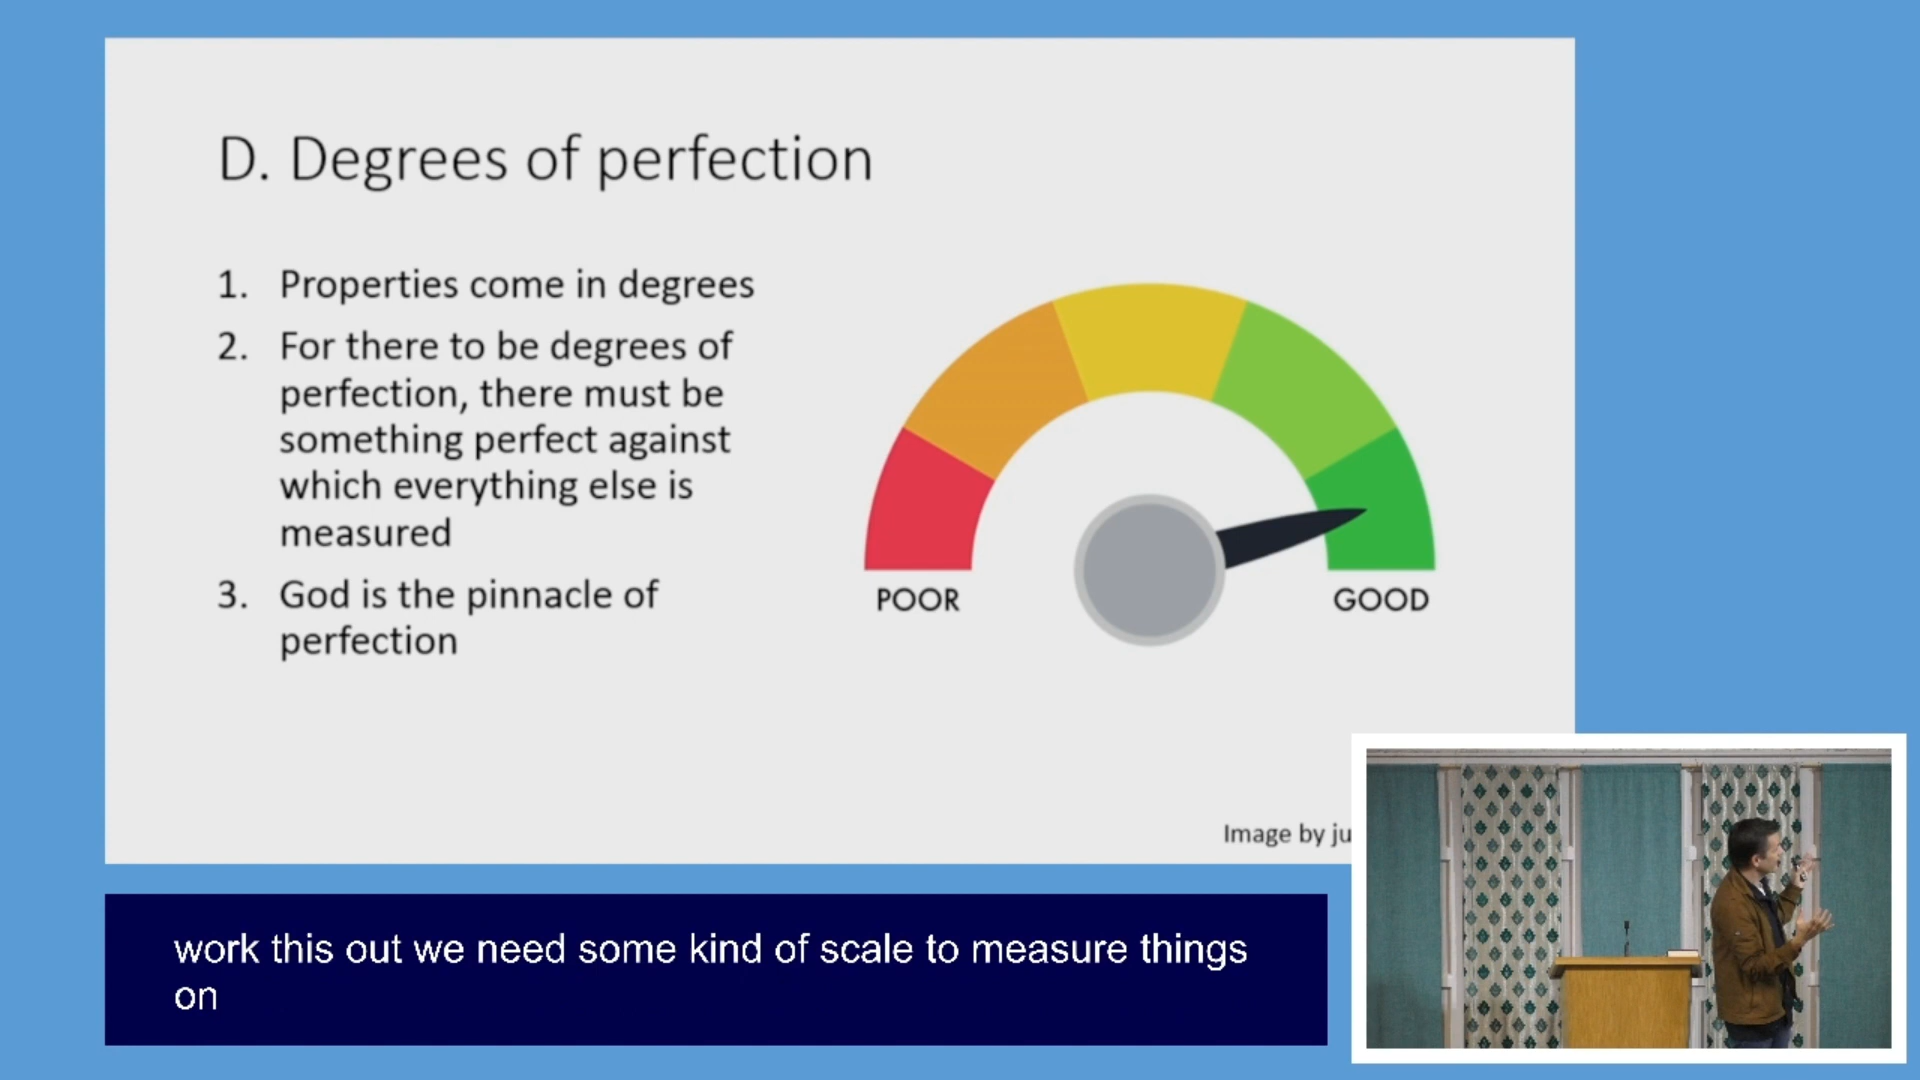 D. Degrees of perfection
1. Properties come in degrees
2. For there to be degrees of
perfection, there must be
something perfect against
which everything else is
measured
3. God is the pinnacle of
perfection
POOR
GOOD
Image by
work this out we need some kind of scale to measure things
on